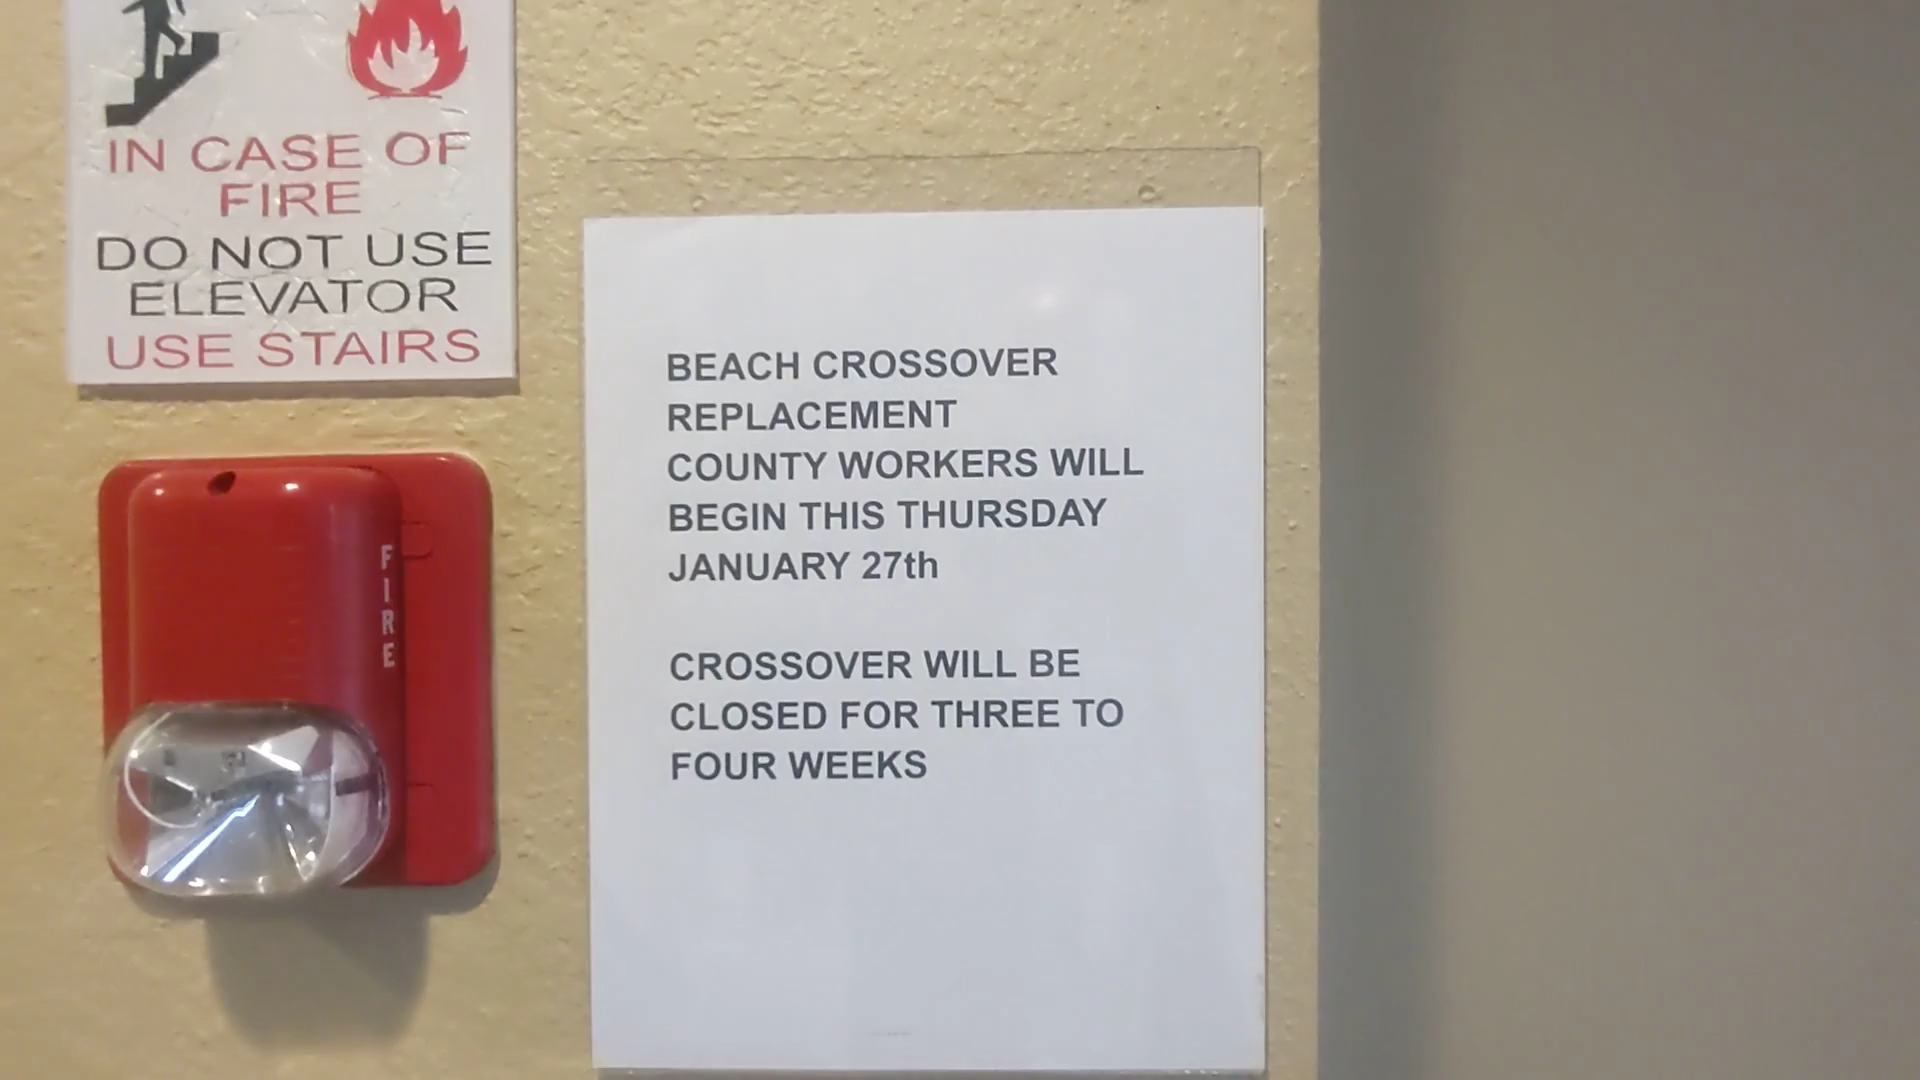 IN CASE OF
FIRE
DO NOT USE
ELEVATOR
USE STAIRS
FIRE
BEACH CROSSOVER
REPLACEMENT
COUNTY WORKERS WILL
BEGIN THIS THURSDAY
JANUARY 27th
CROSSOVER WILL BE
CLOSED FOR THREE TO
FOUR WEEKS